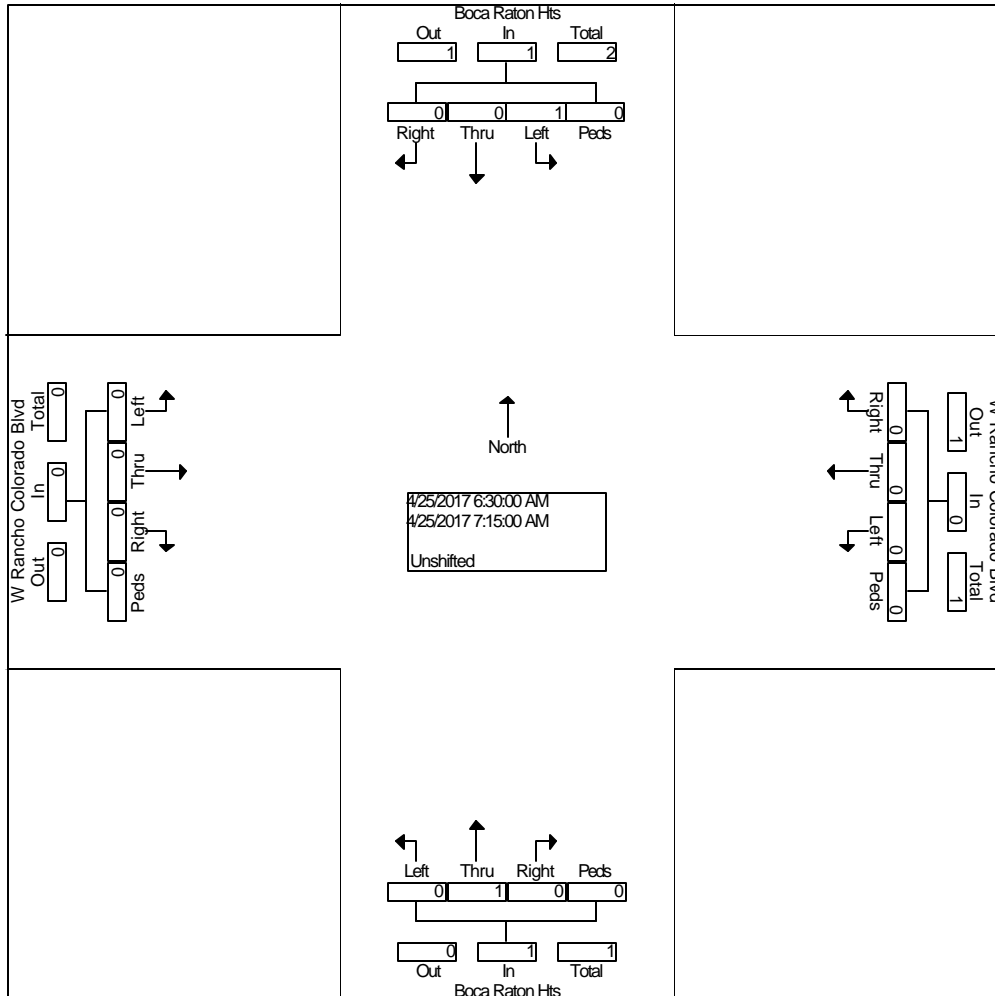 Boca Raton Hts
Out In Total
1 1 2
0 0 1 0
Right Thru Left Peds
W Rancho Colorado Blvd
Total In Out
0 0 0
0 0 0 0
Left Thru Right Peds
North
4/25/2017 6:30:00 AM
4/25/2017 7:15:00 AM
Unshifted
Right Thru Left Peds
0 0 0 0
1 0 1
Out In Total
W Rancho Colorado Blvd
Left Thru Right Peds
0 1 0 0
0 1 1
Out In Total
Boca Raton Hts